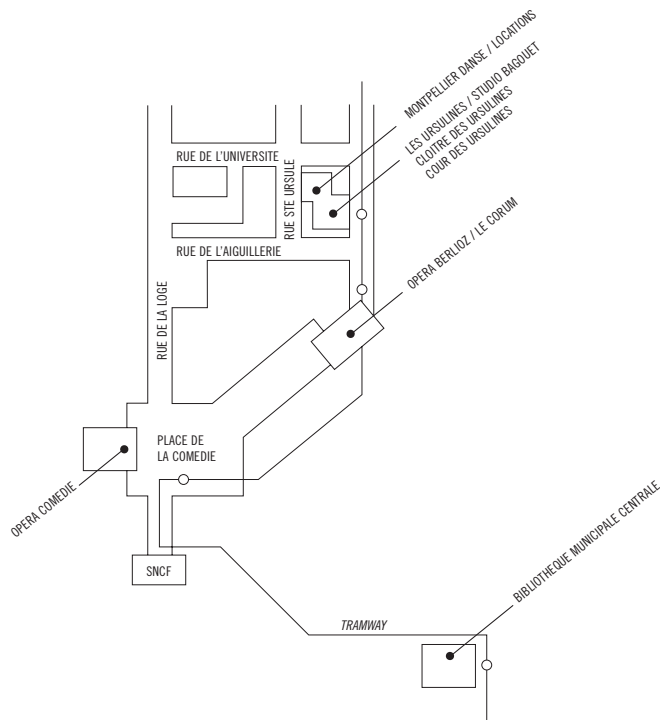 MONTPELLIER DANSE / LOCATIONS
LES URSULINES / STUDIO BAGOUET
CLOITRE DES URSULINES
COUR DES URSULINES
RUE DE L'UNIVERSITE
RUE STE URSULE
RUE DE L'AIGUILLERIE
OPERA BERLIOZ / LE CORUM
RUE DE LA LOGE
PLACE DE
LA COMEDIE
OPERA COMEDIE
SNCF
BIBLIOTHEQUE MUNICIPALE CENTRALE
TRAMWAY